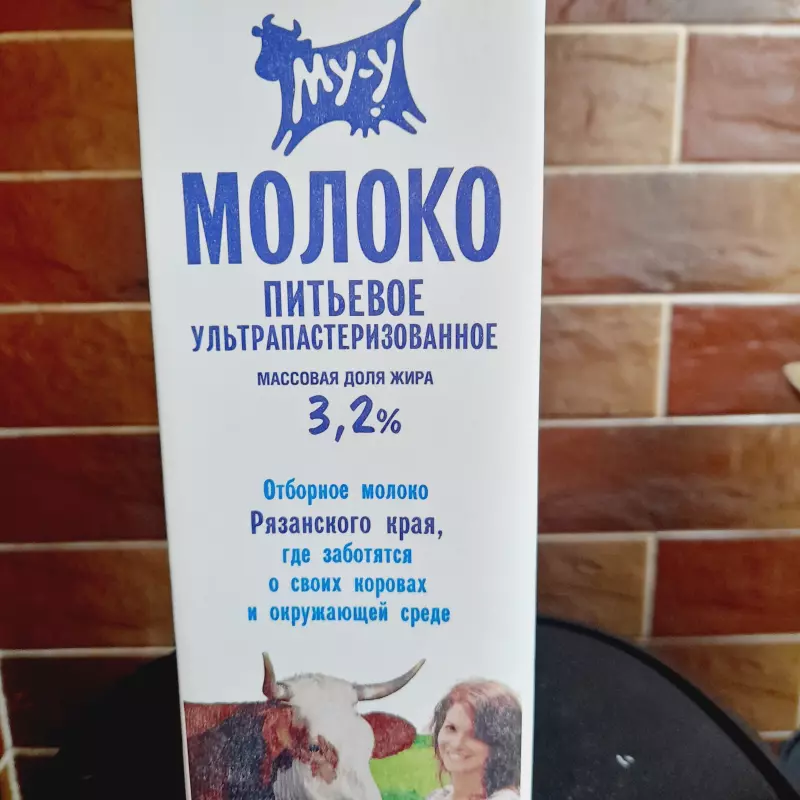 Му-у
МОЛОКО
ПИТЬЕВОЕ
УЛЬТРАПАСТЕРИЗОВАННОЕ
МАССОВАЯ ДОЛЯ ЖИРА
3,2%
Отборное молоко
Рязанского края,
где заботятся
о своих коровах
и окружающей среде